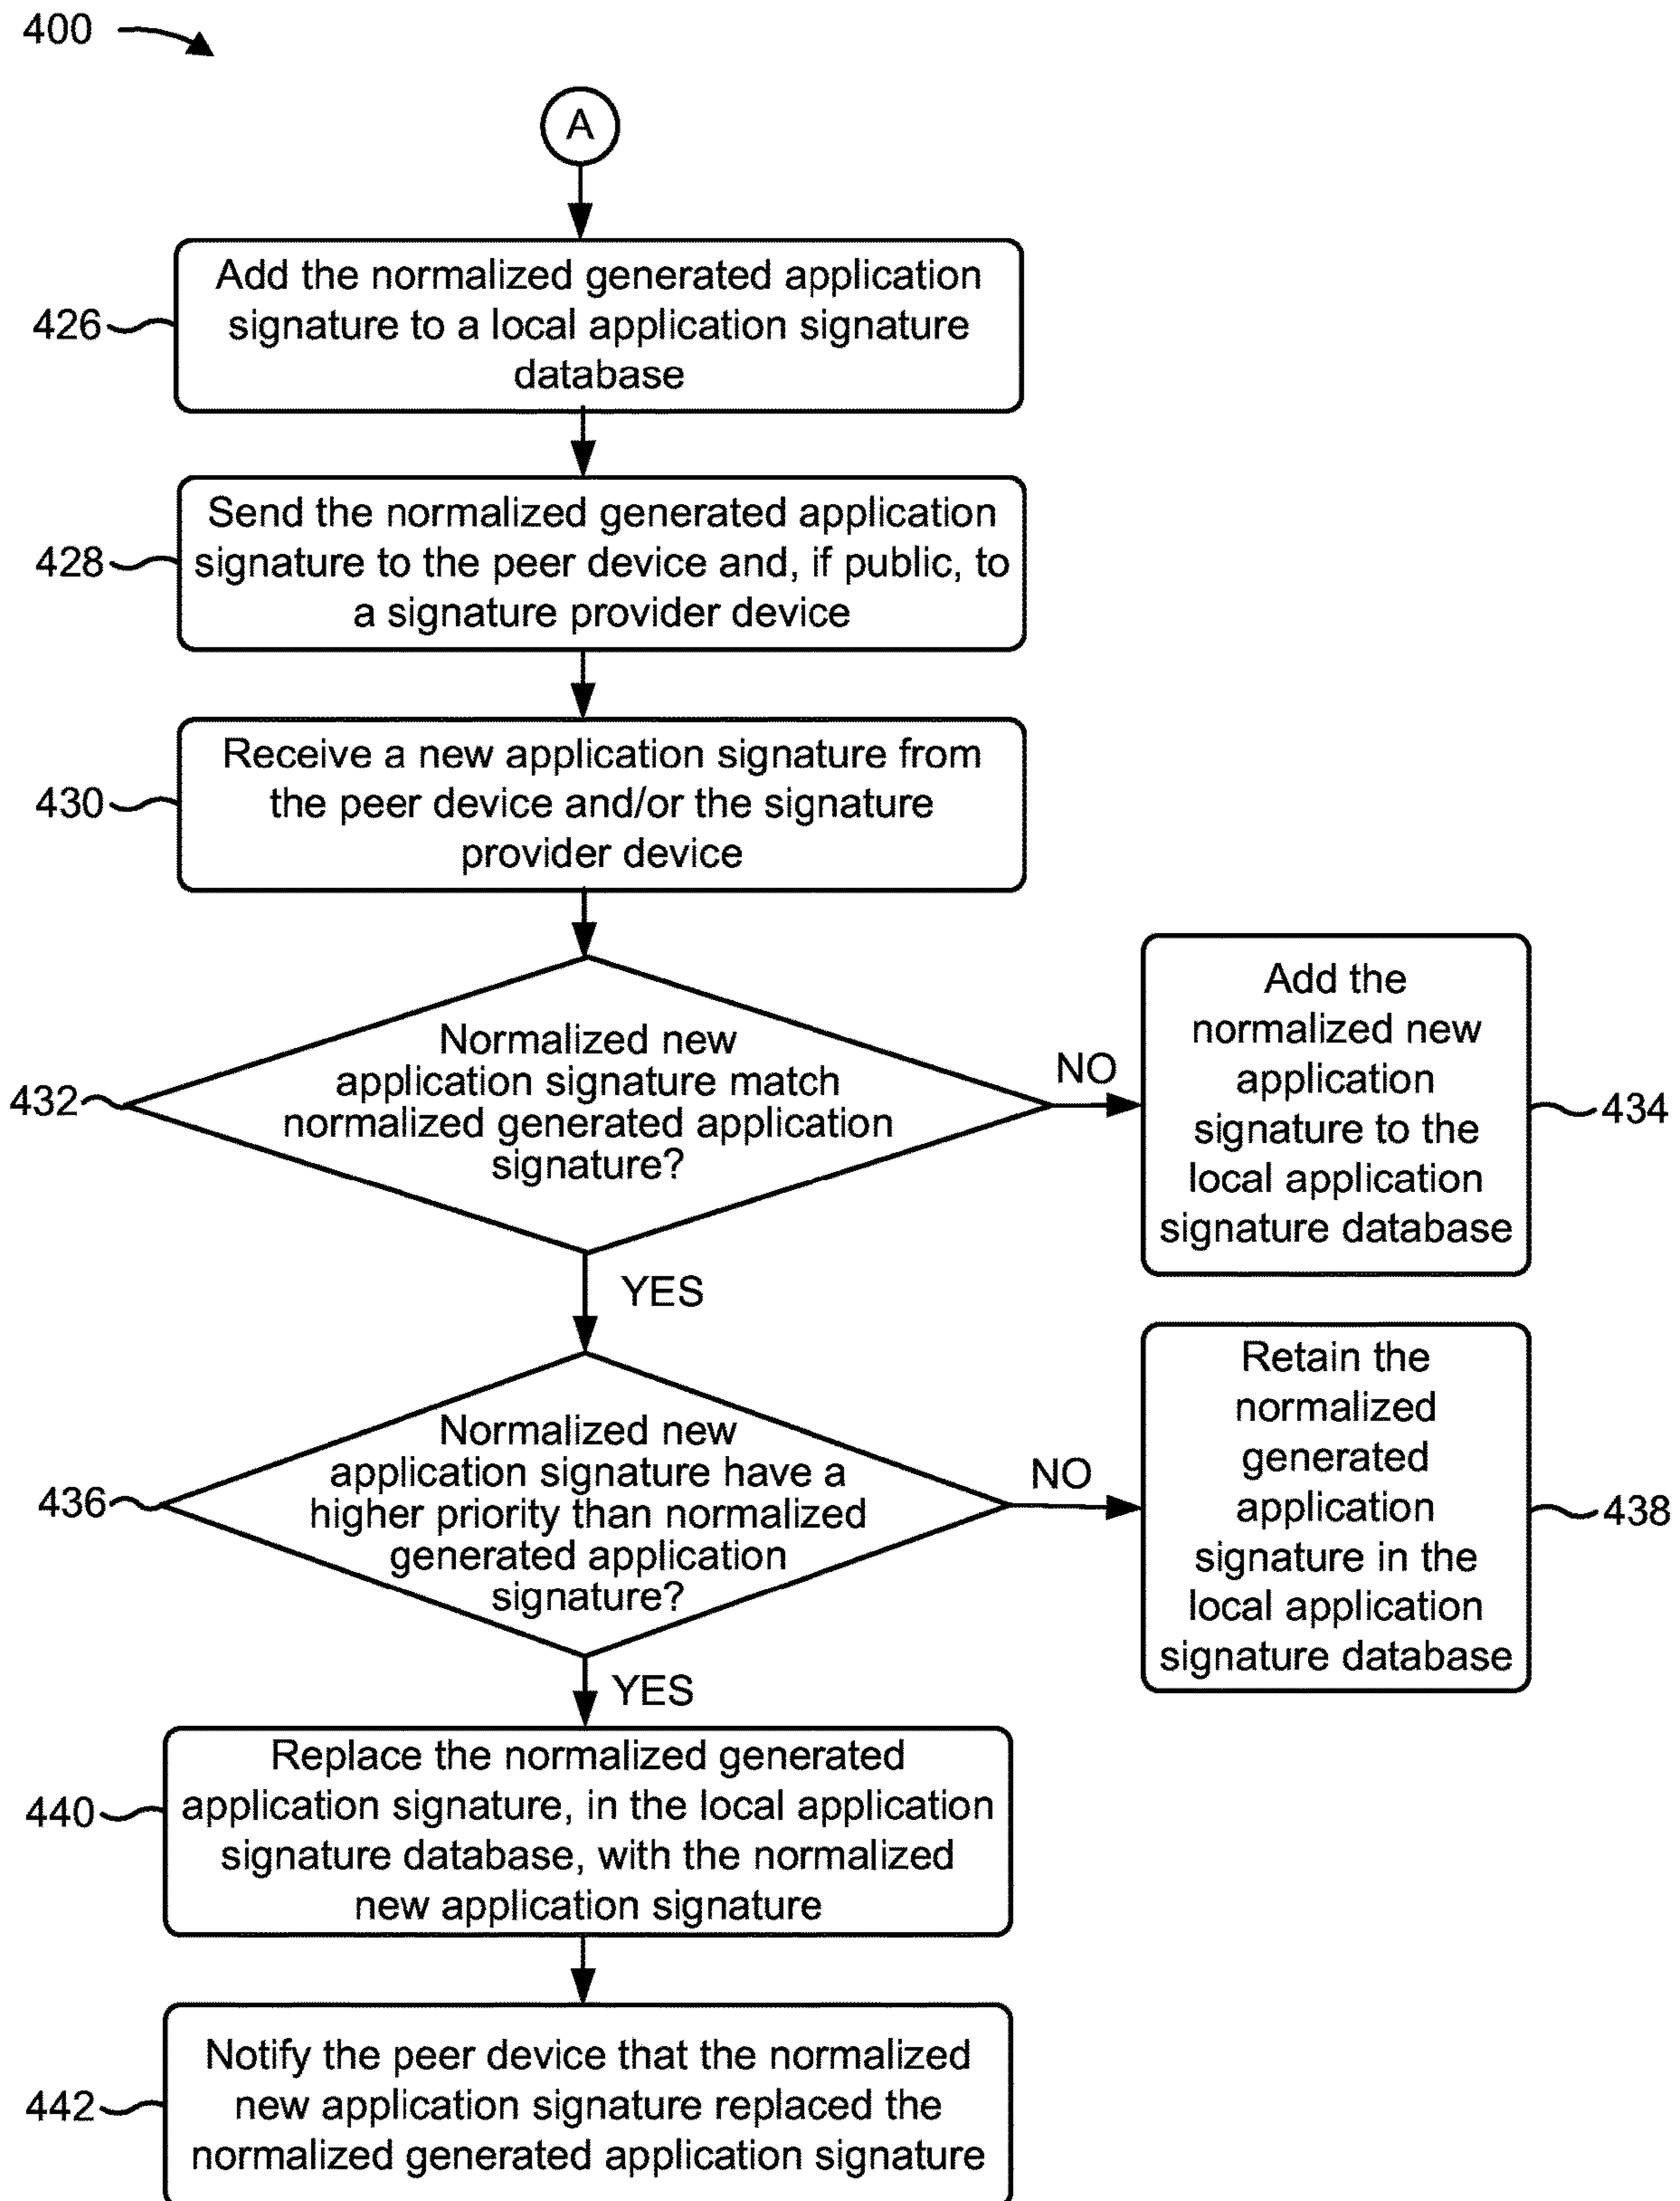 400
A
Add the normalized generated application
signature to a local application signature
database
426
Send the normalized generated application
signature to the peer device and, if public, to
a signature provider device
428
Receive a new application signature from
the peer device and/or the signature
provider device
430
Normalized new
application signature match
normalized generated application
signature?
432
NO
Add the
normalized new
application
signature to the
local application
signature database
434
YES
Normalized new
application signature have a
higher priority than normalized
generated application
signature?
436
NO
Retain the
normalized
generated
application
signature in the
local application
signature database
438
YES
Replace the normalized generated
application signature, in the local application
signature database, with the normalized
new application signature
440
Notify the peer device that the normalized
new application signature replaced the
normalized generated application signature
442